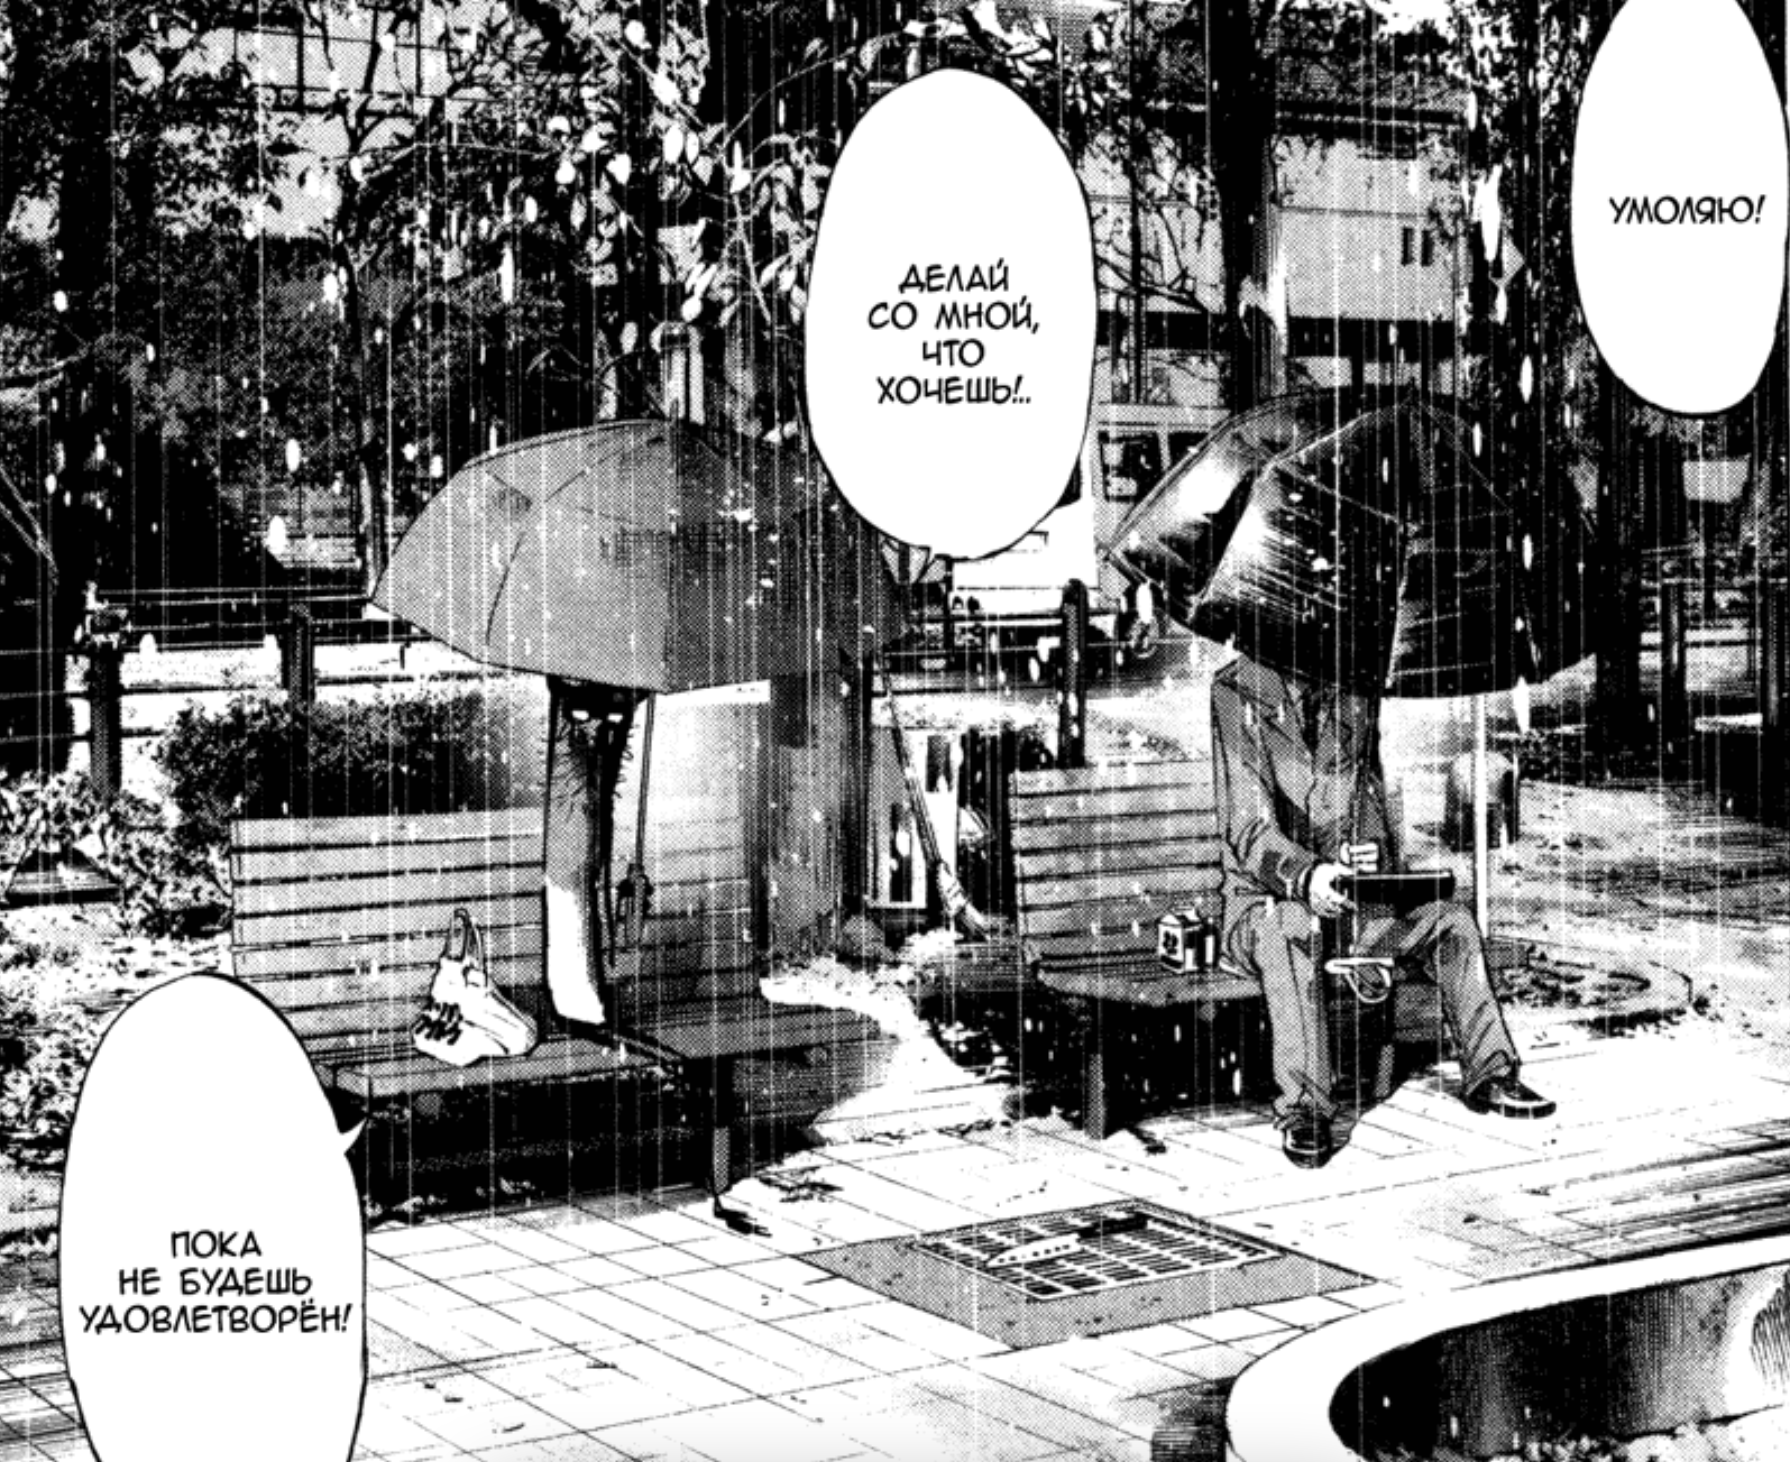 УМОЛЯЮ!
ДЕЛАЙ
СО МНОЙ,
ЧТО
ХОЧЕШЬ!..
ПОКА
НЕ БУДЕШЬ
УДОВЛЕТВОРЁН!